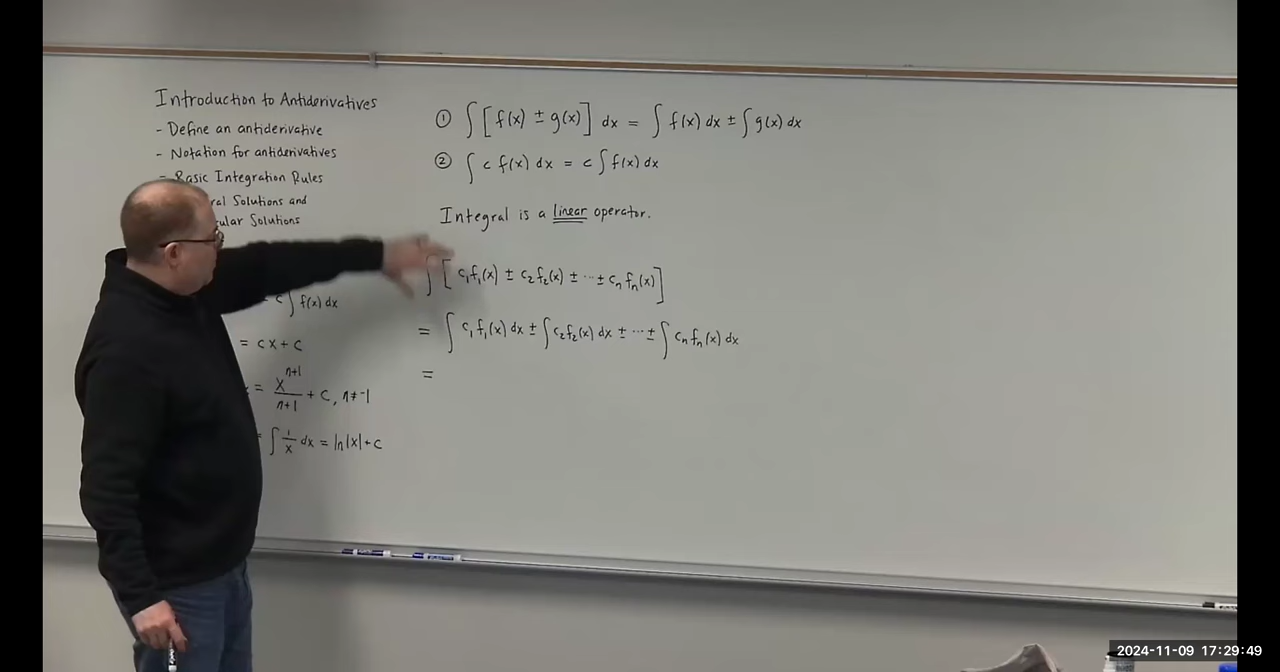 Introduction to Antiderivatives
- Define an antiderivative
- Notation for antiderivatives
- Basic Integration Rules
Solutions and
Solutions
c ∫ f(x) dx
= cx + c
= x^(n+1)/(n+1) + C, n ≠ -1
= ∫ 1/x dx = ln|x| + C
① ∫ [f(x) ± g(x)] dx = ∫ f(x) dx ± ∫ g(x) dx
② ∫ c f(x) dx = c ∫ f(x) dx
Integral is a linear operator.
∫ [c₁f₁(x) ± c₂f₂(x) ± ··· ± cₙfₙ(x)]
= ∫ c₁f₁(x) dx ± ∫ c₂f₂(x) dx ± ··· ± ∫ cₙfₙ(x) dx
=
2024-11-09 17:29:49